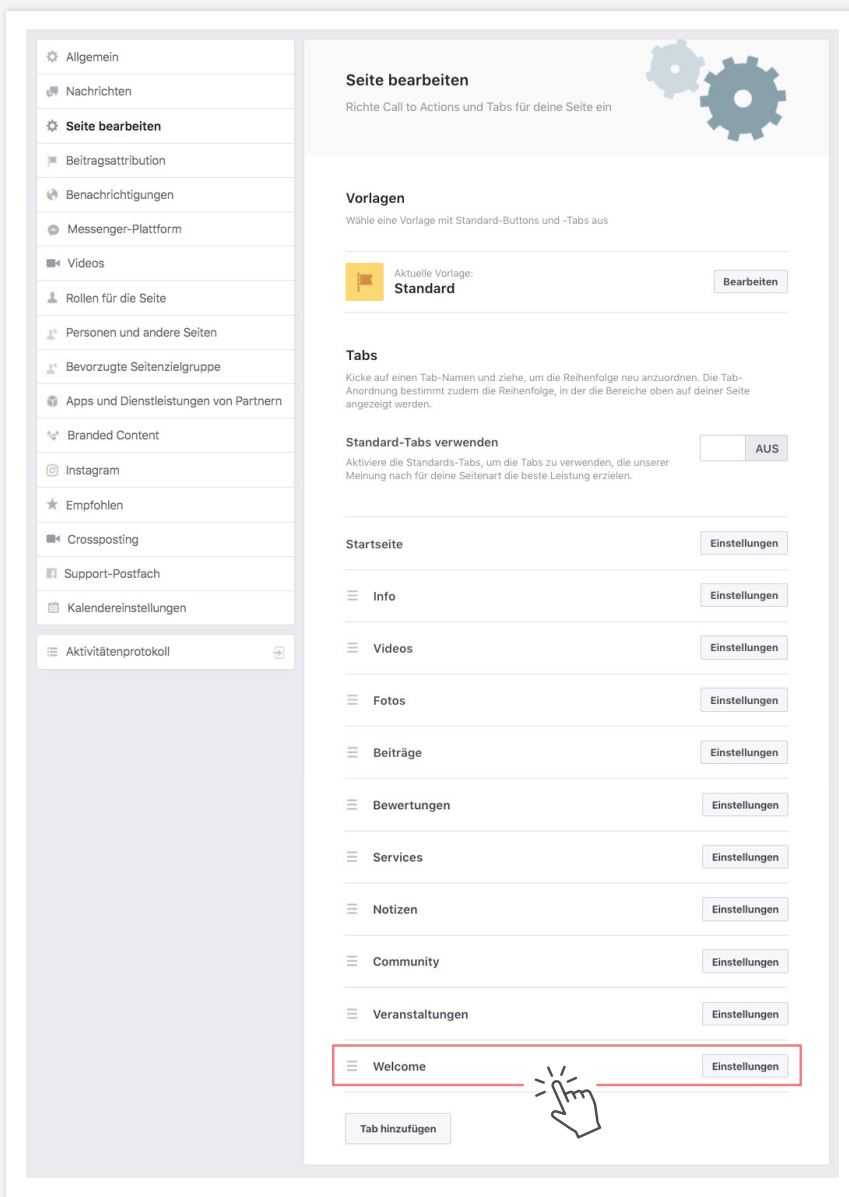 Allgemein
Nachrichten
Seite bearbeiten
Beitragsattribution
Benachrichtigungen
Messenger-Plattform
Videos
Rollen für die Seite
Personen und andere Seiten
Bevorzugte Seitenzielgruppe
Apps und Dienstleistungen von Partnern
Branded Content
Instagram
Empfohlen
Crossposting
Support-Postfach
Kalendereinstellungen
Aktivitätenprotokoll
Seite bearbeiten
Richte Call to Actions und Tabs für deine Seite ein
Vorlagen
Wähle eine Vorlage mit Standard-Buttons und -Tabs aus
Aktuelle Vorlage:
Standard
Bearbeiten
Tabs
Kicke auf einen Tab-Namen und ziehe, um die Reihenfolge neu anzuordnen. Die Tab-
Anordnung bestimmt zudem die Reihenfolge, in der die Bereiche oben auf deiner Seite
angezeigt werden.
Standard-Tabs verwenden
AUS
Aktiviere die Standards-Tabs, um die Tabs zu verwenden, die unserer
Meinung nach für deine Seitenart die beste Leistung erzielen.
Startseite Einstellungen
Info Einstellungen
Videos Einstellungen
Fotos Einstellungen
Beiträge Einstellungen
Bewertungen Einstellungen
Services Einstellungen
Notizen Einstellungen
Community Einstellungen
Veranstaltungen Einstellungen
Welcome Einstellungen
Tab hinzufügen